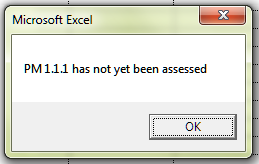 Microsoft Excel
PM 1.1.1 has not yet been assessed
OK